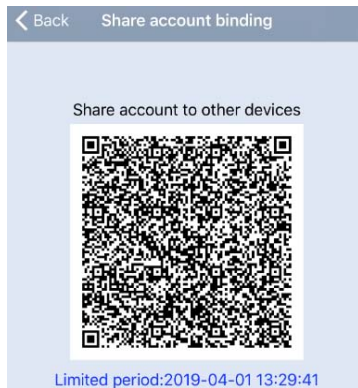 Back Share account binding
Share account to other devices
Limited period:2019-04-01 13:29:41